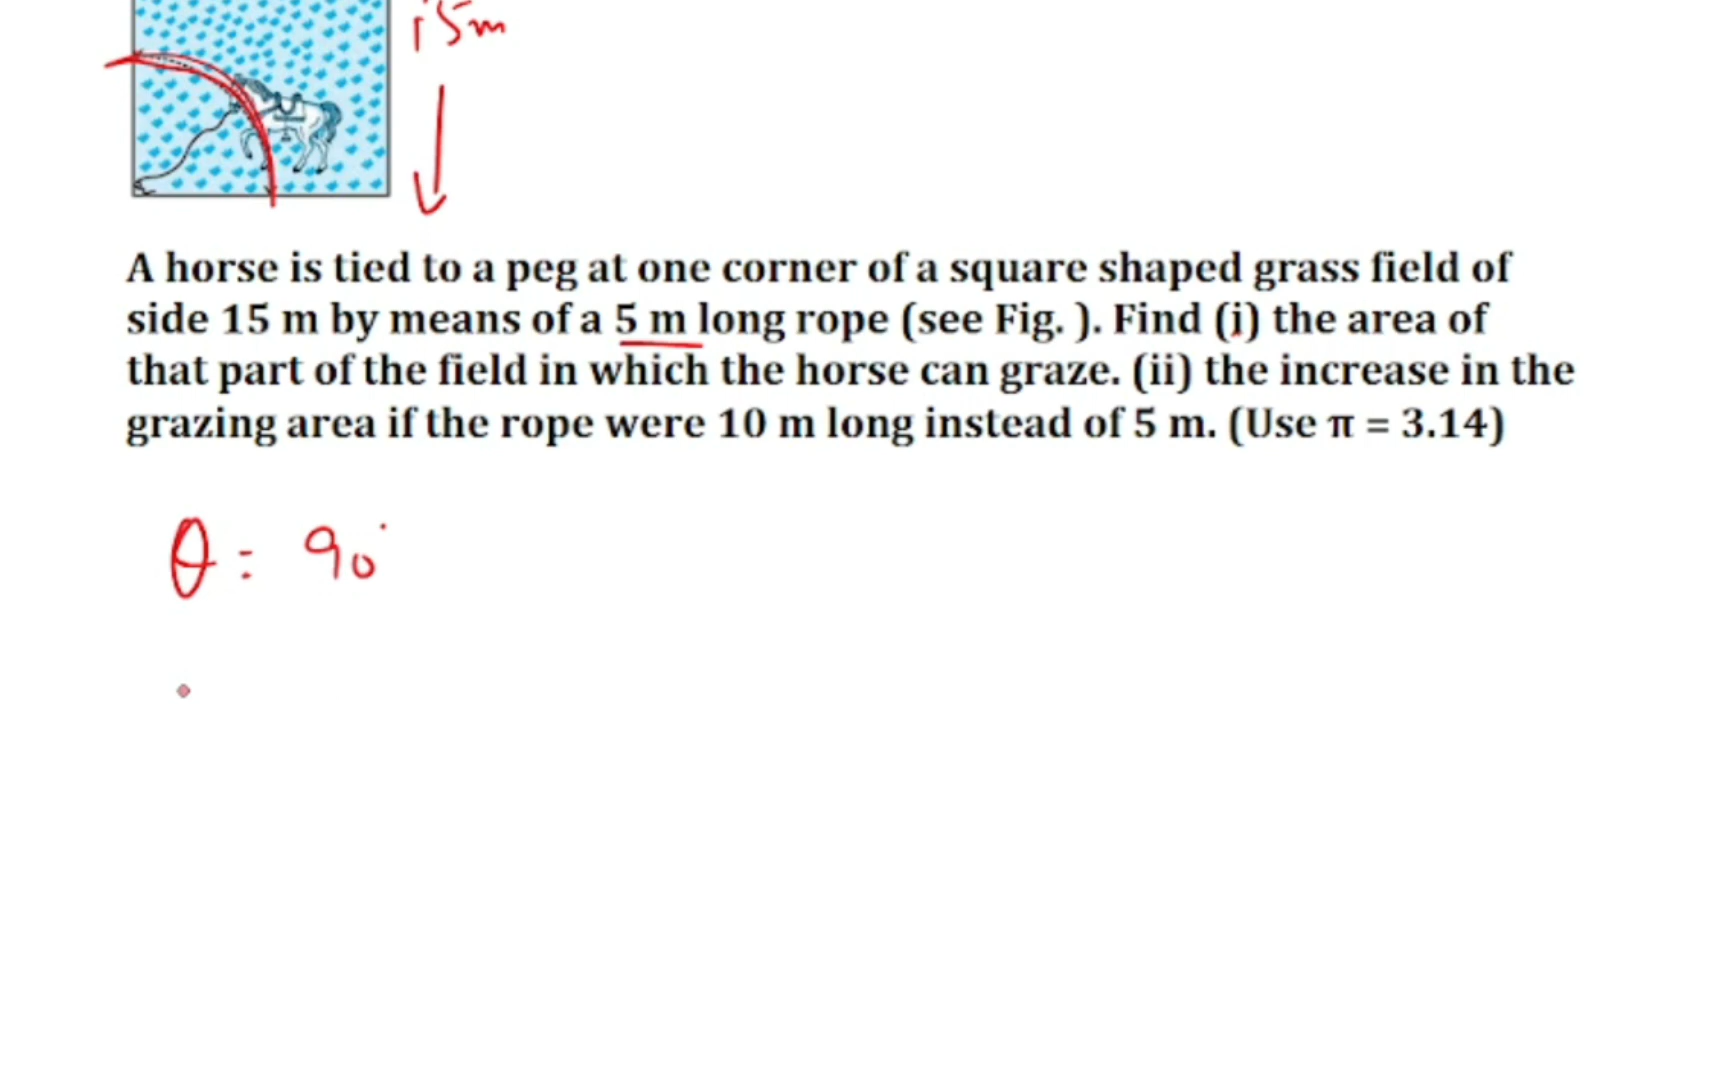 15m
A horse is tied to a peg at one corner of a square shaped grass field of
side 15 m by means of a 5 m long rope (see Fig. ). Find (i) the area of
that part of the field in which the horse can graze. (ii) the increase in the
grazing area if the rope were 10 m long instead of 5 m. (Use π = 3.14)
θ = 90°